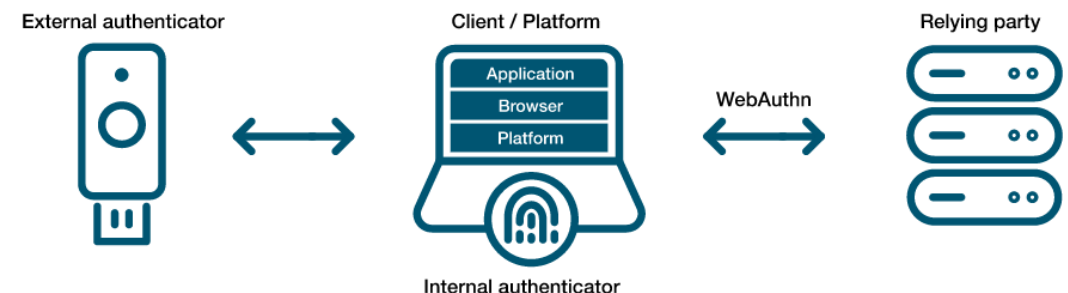 External authenticator
Client / Platform
Relying party
Application
Browser
Platform
WebAuthn
Internal authenticator